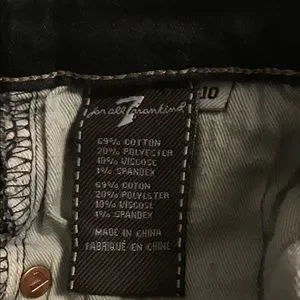 7
for all mankind
10
69% COTTON
20% POLYESTER
10% VISCOSE
1% SPANDEX
69% COTON
20% POLYESTER
10% VISCOSE
1% SPANDEX
MADE IN CHINA
FABRIQUÉ EN CHINE